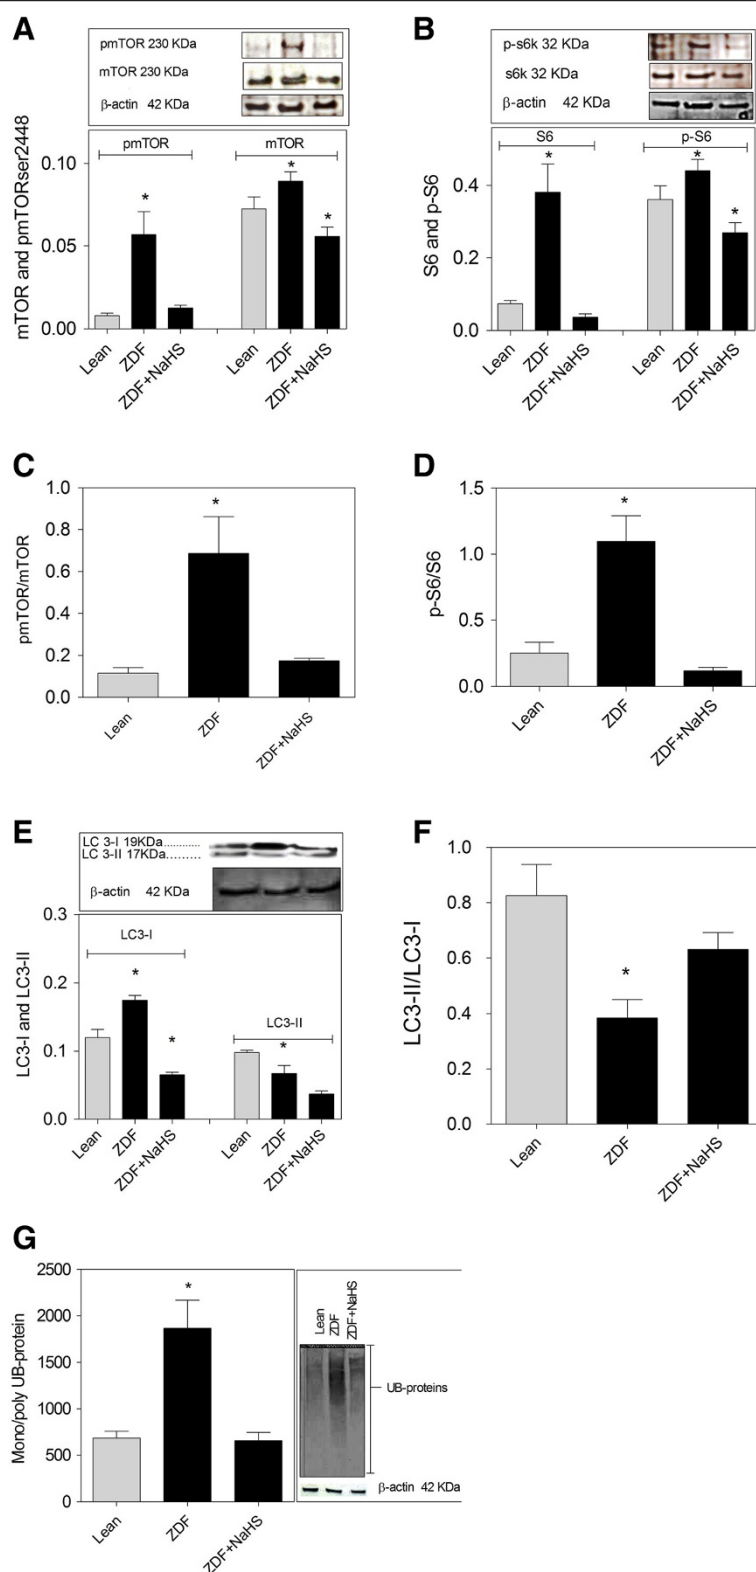 A
pmTOR 230 KDa
mTOR 230 KDa
β-actin 42 KDa
pmTOR
mTOR
mTOR and pmTORser2448
0.10
0.05
0.00
*
*
*
Lean
ZDF
ZDF+NaHS
Lean
ZDF
ZDF+NaHS
B
p-s6k 32 KDa
s6k 32 KDa
β-actin 42 KDa
S6
p-S6
S6 and p-S6
0.4
0.2
0.0
*
*
*
Lean
ZDF
ZDF+NaHS
Lean
ZDF
ZDF+NaHS
C
pmTOR/mTOR
1.0
0.8
0.6
0.4
0.2
0.0
*
Lean
ZDF
ZDF+NaHS
D
p-S6/S6
1.5
1.0
0.5
0.0
*
Lean
ZDF
ZDF+NaHS
E
LC 3-I 19KDa............
LC 3-II 17KDa.........
β-actin 42 KDa
LC3-I
LC3-II
LC3-I and LC3-II
0.3
0.2
0.1
0.0
*
*
*
Lean
ZDF
ZDF+NaHS
Lean
ZDF
ZDF+NaHS
F
LC3-II/LC3-I
1.0
0.8
0.6
0.4
0.2
0.0
*
Lean
ZDF
ZDF+NaHS
G
Mono/poly UB-protein
2500
2000
1500
1000
500
0
*
Lean
ZDF
ZDF+NaHS
Lean
ZDF
ZDF+NaHS
UB-proteins
β-actin 42 KDa